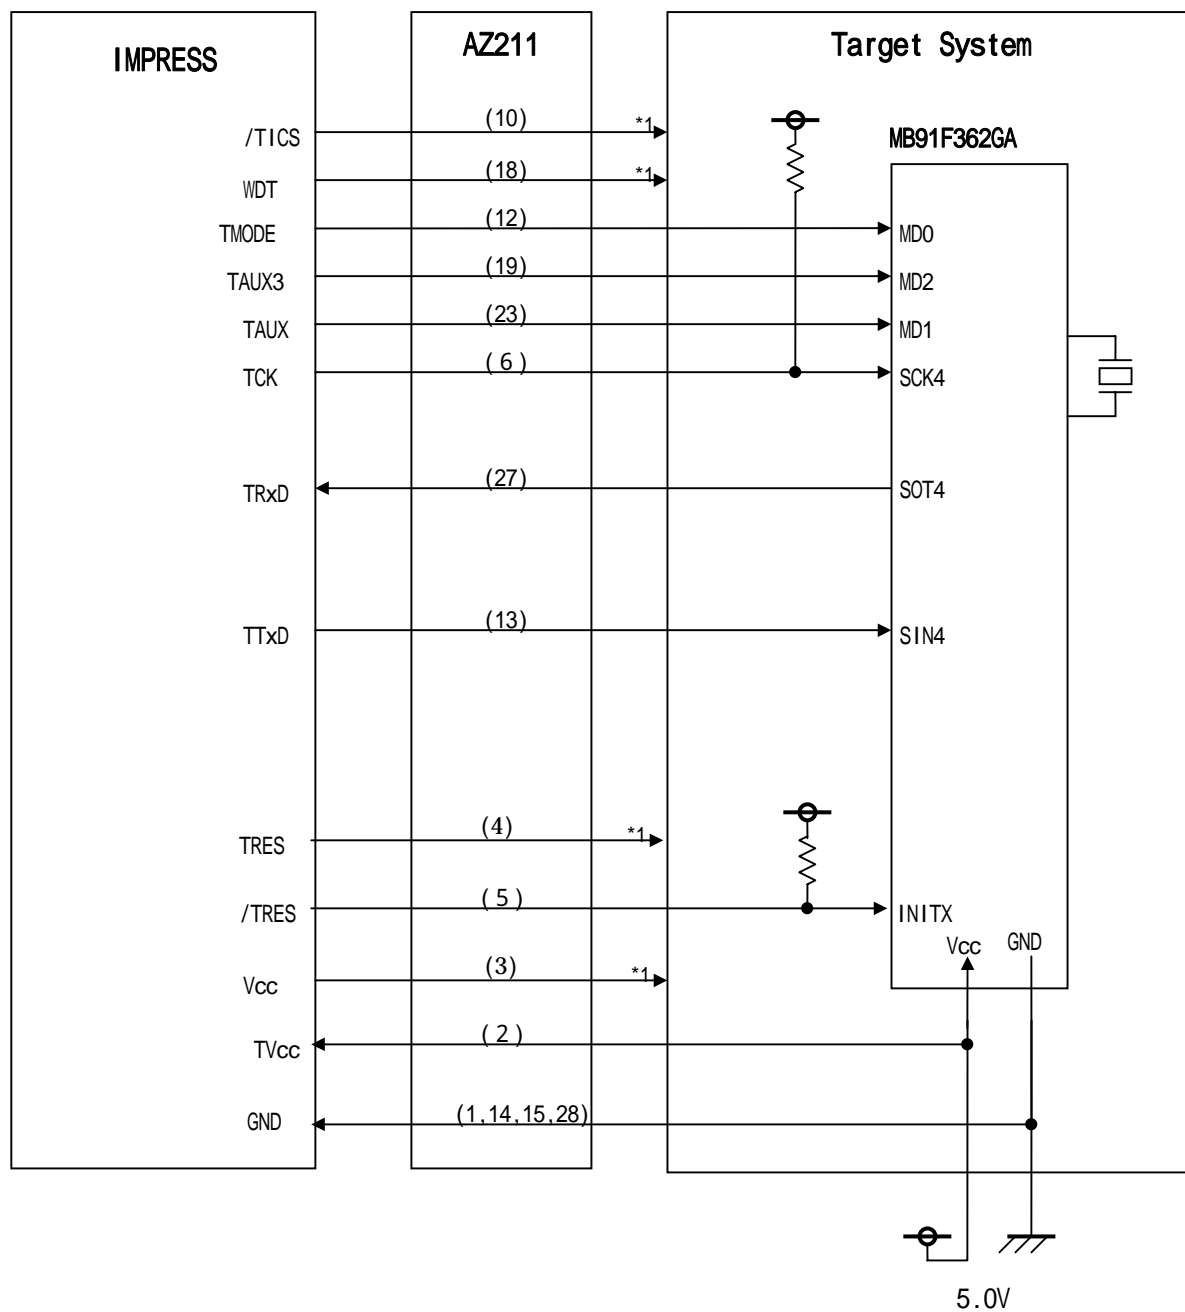 IMPRESS
AZ211
Target System
/TICS
(10)
*1
MB91F362GA
WDT
(18)
*1
TMODE
(12)
MD0
TAUX3
(19)
MD2
TAUX
(23)
MD1
TCK
(6)
SCK4
TRxD
(27)
SOT4
TTxD
(13)
SIN4
TRES
(4)
*1
/TRES
(5)
INITX
Vcc
GND
Vcc
(3)
*1
TVcc
(2)
GND
(1,14,15,28)
5.0V